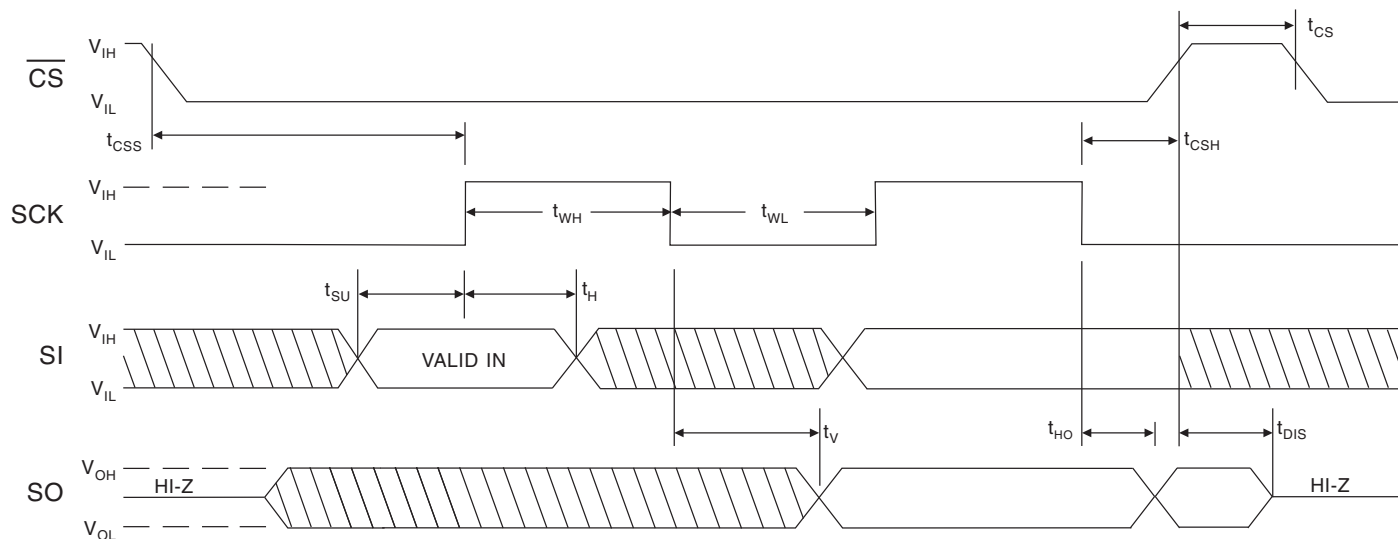 V_IH
t_CS
CS
V_IL
t_CSS
t_CSH
V_IH
SCK
t_WH
t_WL
V_IL
t_SU
t_H
V_IH
SI
VALID IN
V_IL
t_V
t_HO
t_DIS
V_OH
SO
HI-Z
HI-Z
V_OL